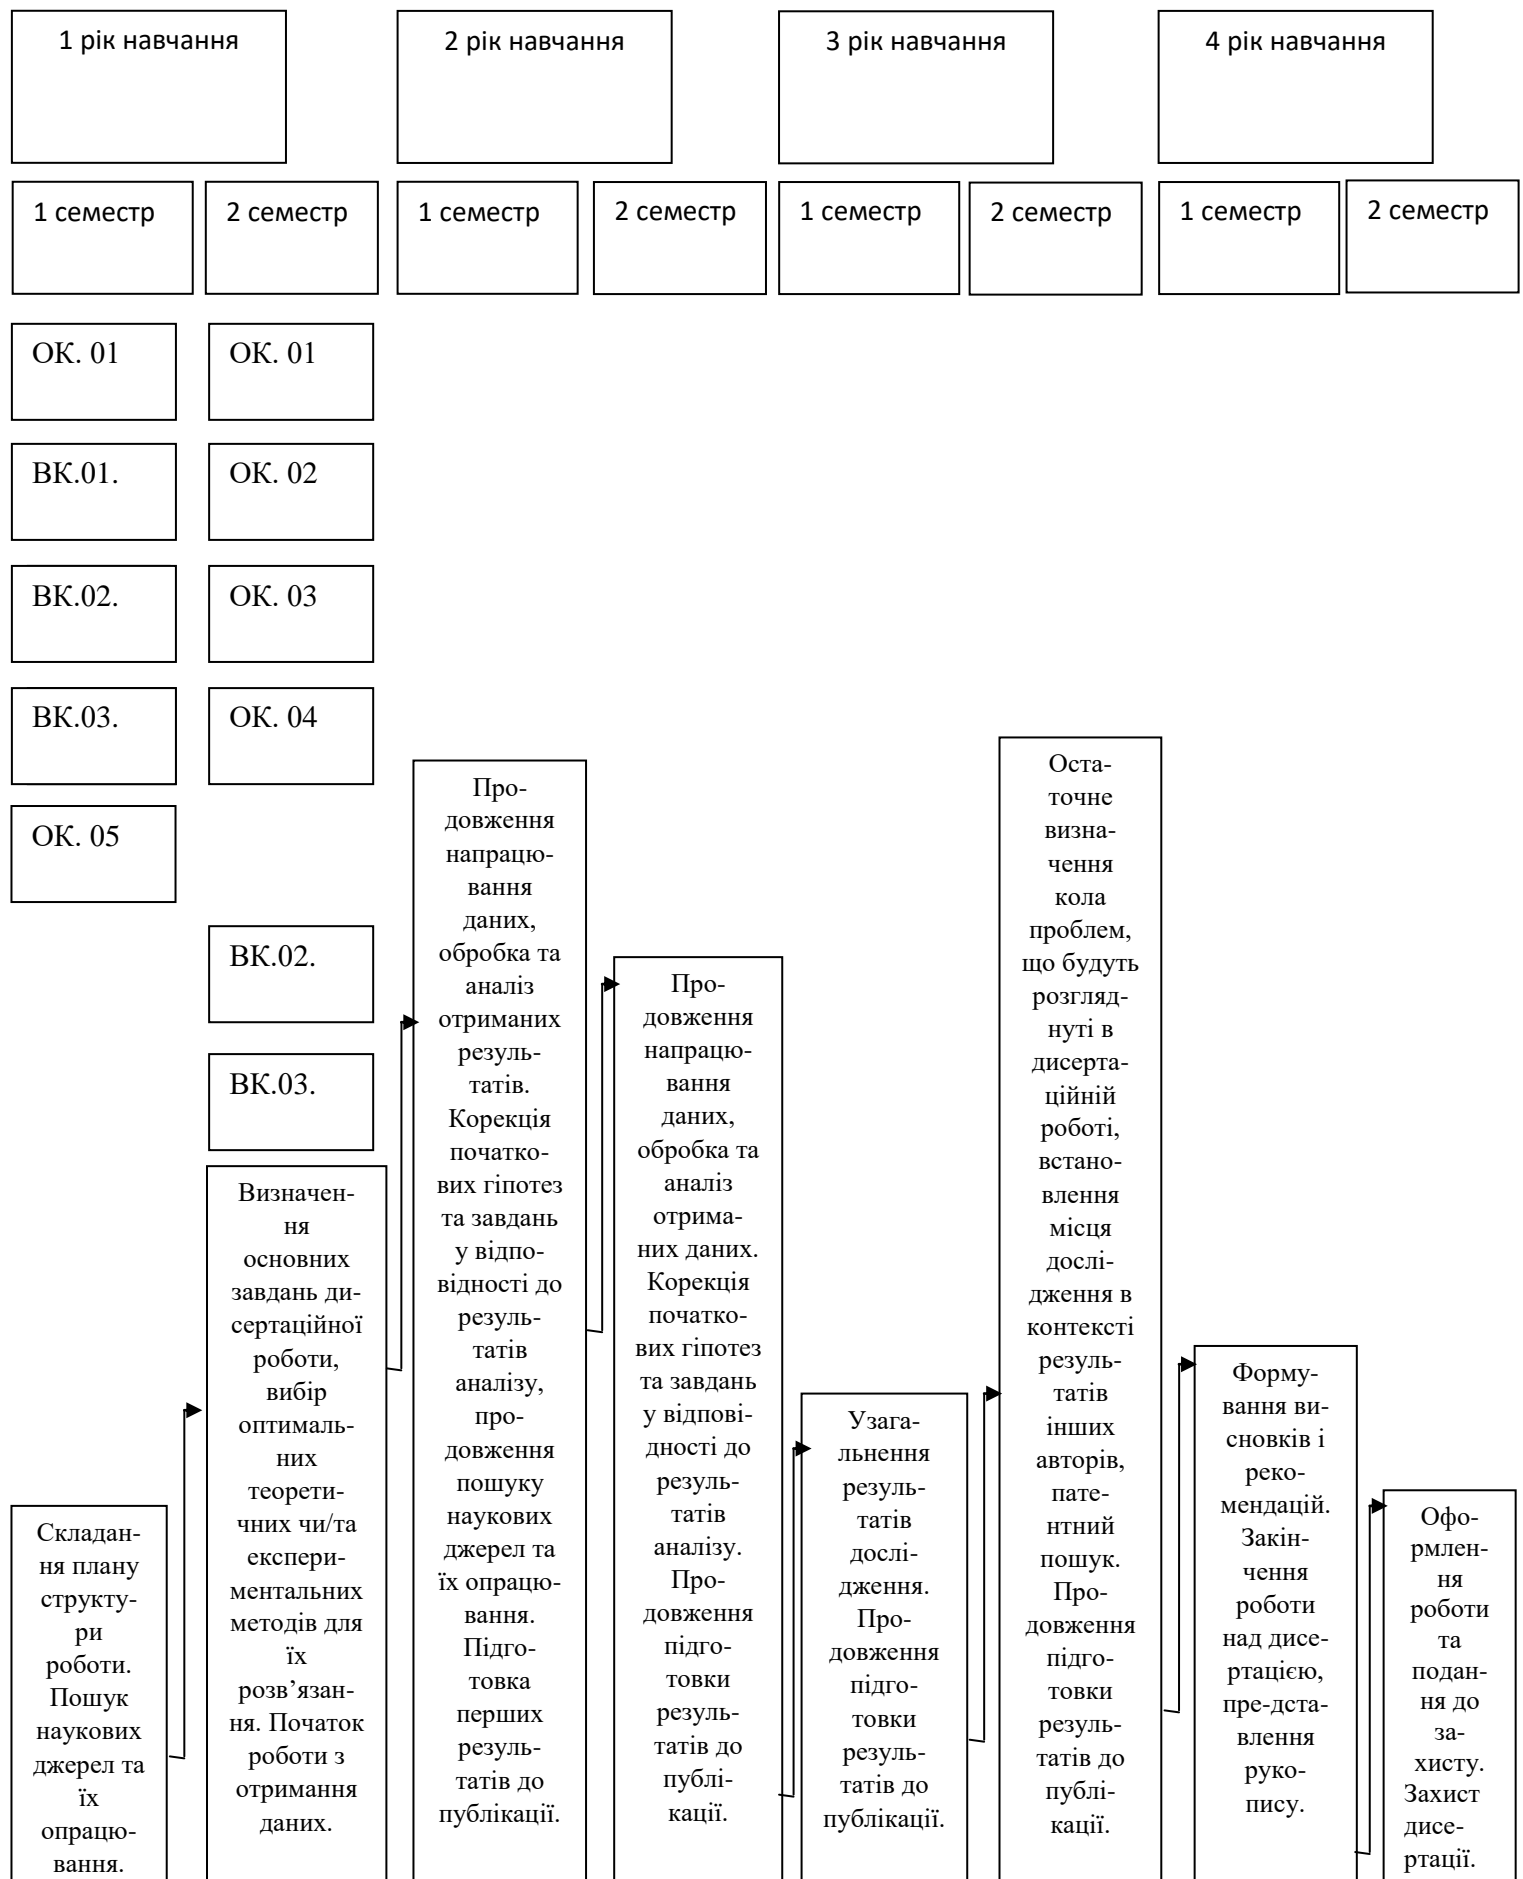 1 рік навчання
2 рік навчання
3 рік навчання
4 рік навчання
1 семестр
2 семестр
1 семестр
2 семестр
1 семестр
2 семестр
1 семестр
2 семестр
ОК. 01
ОК. 01
ВК.01.
ОК. 02
ВК.02.
ОК. 03
ВК.03.
ОК. 04
ОК. 05
ВК.02.
ВК.03.
Складан-
ня плану
структу-
ри
роботи.
Пошук
наукових
джерел та
їх
опрацю-
вання.
Визначен-
ня
основних
завдань ди-
сертаційної
роботи,
вибір
оптималь-
них
теорети-
чних чи/та
експери-
ментальних
методів для
їх
розв’язан-
ня. Початок
роботи з
отримання
даних.
Про-
довження
напрацю-
вання
даних,
обробка та
аналіз
отриманих
резуль-
татів.
Корекція
початко-
вих гіпотез
та завдань
у відпо-
відності до
резуль-
татів
аналізу,
про-
довження
пошуку
наукових
джерел та
їх опрацю-
вання.
Підго-
товка
перших
резуль-
татів до
публікації.
Про-
довження
напрацю-
вання
даних,
обробка та
аналіз
отрима-
них даних.
Корекція
початко-
вих гіпотез
та завдань
у відпові-
дності до
резуль-
татів
аналізу.
Про-
довження
підго-
товки
резуль-
татів до
публі-
кації.
Узага-
льнення
резуль-
татів
дослі-
дження.
Про-
довження
підго-
товки
резуль-
татів до
публікації.
Оста-
точне
визна-
чення
кола
проблем,
що будуть
розгляд-
нуті в
дисерта-
ційній
роботі,
встано-
влення
місця
дослі-
дження в
контексті
резуль-
татів
інших
авторів,
пате-
нтний
пошук.
Про-
довження
підго-
товки
резуль-
татів до
публі-
кації.
Форму-
вання ви-
сновків і
реко-
мендацій.
Закін-
чення
роботи
над дисе-
ртацією,
пре-дста-
влення
руко-
пису.
Офо-
рмлен-
ня
роботи
та
подан-
ня до
за-
хисту.
Захист
дисе-
ртації.